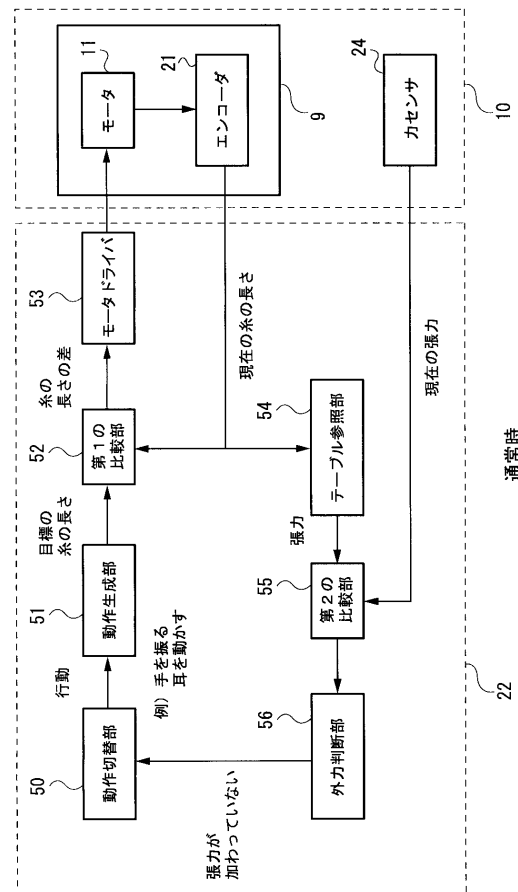 50
動作切替部
行動
例）手を振る
耳を動かす
51
動作生成部
目標の
糸の長さ
52
第１の
比較部
糸の
長さの差
53
モータドライバ
11
モータ
21
エンコーダ
9
現在の糸の長さ
54
テーブル参照部
張力
55
第２の
比較部
56
外力判断部
張力が
加わっていない
24
力センサ
現在の張力
10
22
通常時